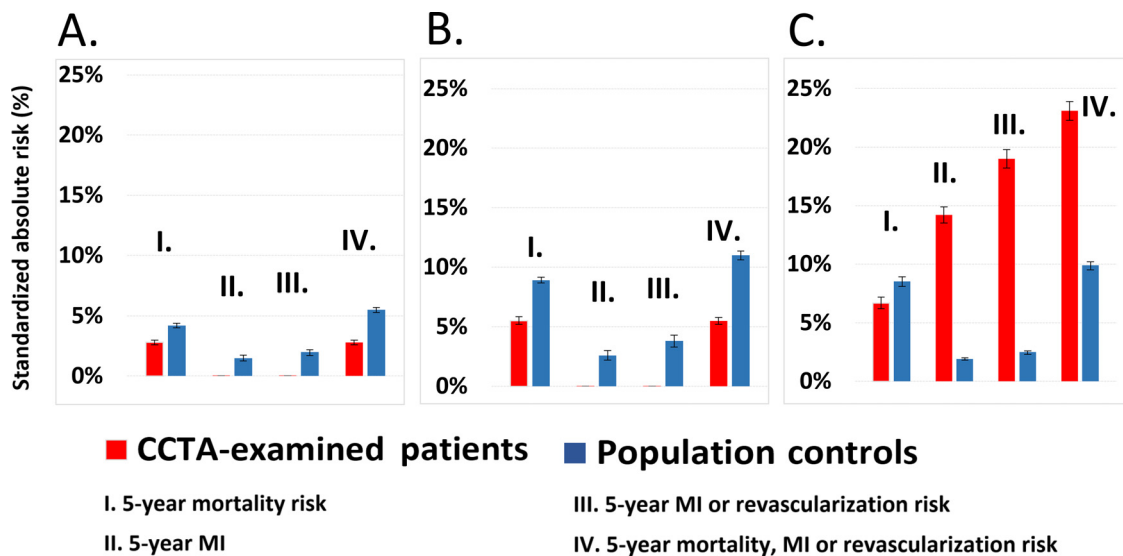 A.
B.
C.
Standardized absolute risk (%)
25%
20%
15%
10%
5%
0%
I.
II.
III.
IV.
25%
20%
15%
10%
5%
0%
I.
II.
III.
IV.
25%
20%
15%
10%
5%
0%
I.
II.
III.
IV.
CCTA-examined patients
Population controls
I. 5-year mortality risk
III. 5-year MI or revascularization risk
II. 5-year MI
IV. 5-year mortality, MI or revascularization risk